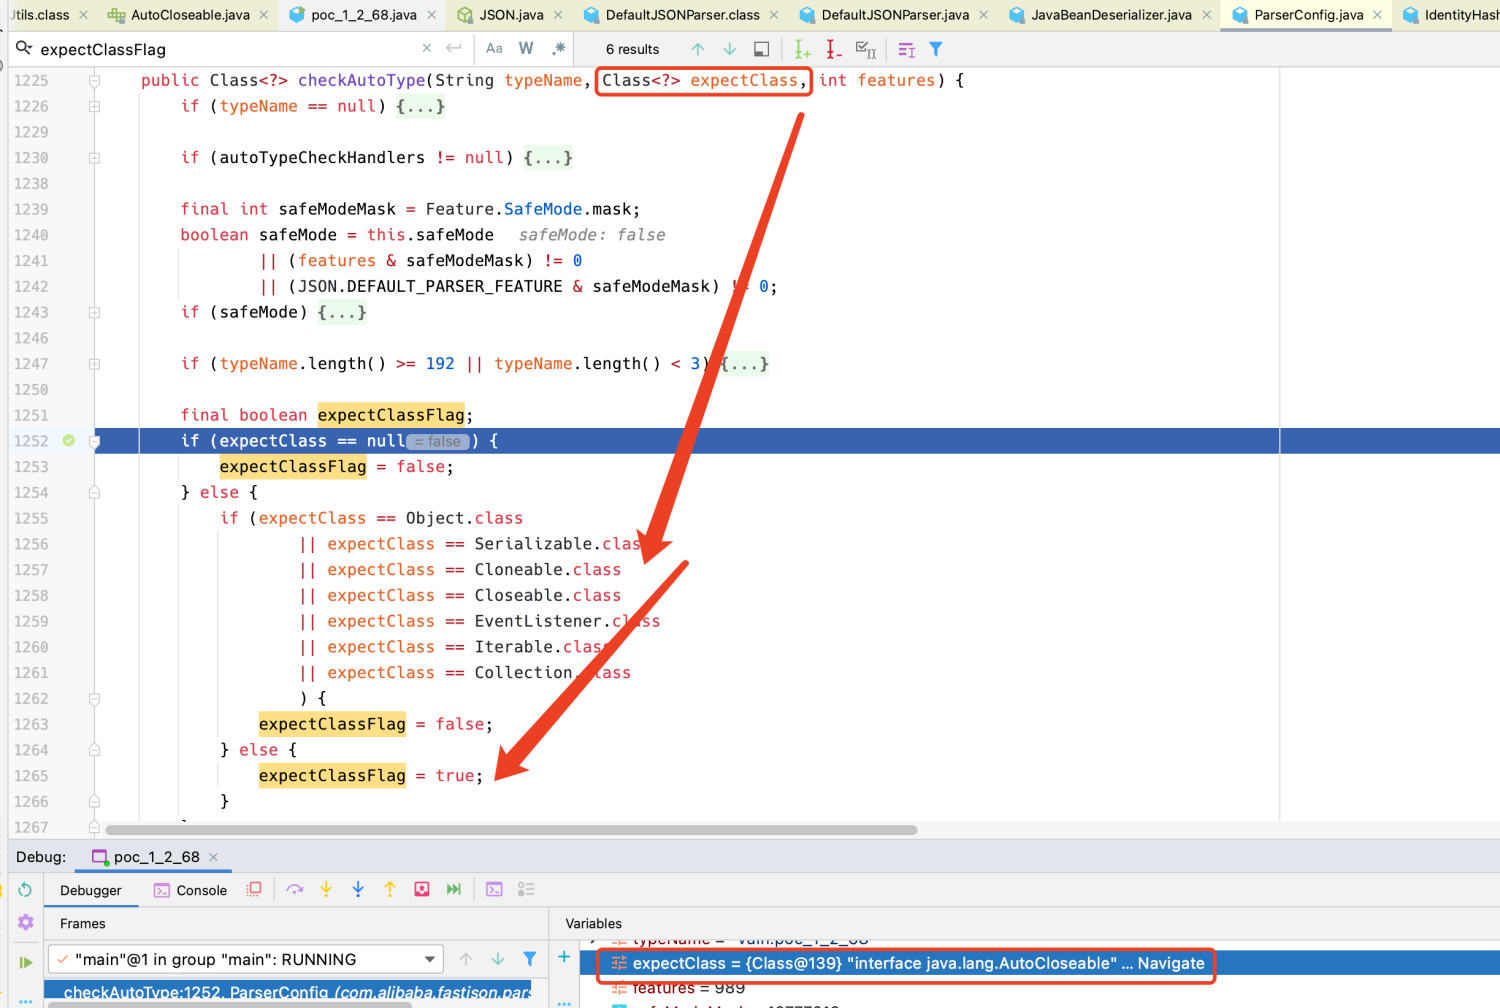 Jtils.class AutoCloseable.java poc_1_2_68.java JSON.java DefaultJSONParser.class DefaultJSONParser.java JavaBeanDeserializer.java ParserConfig.java IdentityHash
expectClassFlag Aa W .* 6 results
1225 public Class<?> checkAutoType(String typeName, Class<?> expectClass, int features) {
1226 if (typeName == null) {...}
1229
1230 if (autoTypeCheckHandlers != null) {...}
1238
1239 final int safeModeMask = Feature.SafeMode.mask;
1240 boolean safeMode = this.safeMode safeMode: false
1241 || (features & safeModeMask) != 0
1242 || (JSON.DEFAULT_PARSER_FEATURE & safeModeMask) != 0;
1243 if (safeMode) {...}
1246
1247 if (typeName.length() >= 192 || typeName.length() < 3) {...}
1250
1251 final boolean expectClassFlag;
1252 if (expectClass == null = false ) {
1253 expectClassFlag = false;
1254 } else {
1255 if (expectClass == Object.class
1256 || expectClass == Serializable.class
1257 || expectClass == Cloneable.class
1258 || expectClass == Closeable.class
1259 || expectClass == EventListener.class
1260 || expectClass == Iterable.class
1261 || expectClass == Collection.class
1262 ) {
1263 expectClassFlag = false;
1264 } else {
1265 expectClassFlag = true;
1266 }
1267
Debug: poc_1_2_68
Debugger Console
Frames Variables
typeName = "vuln.poc_1_2_68"
"main"@1 in group "main": RUNNING
expectClass = {Class@139} "interface java.lang.AutoCloseable" ... Navigate
features = 989
checkAutoType:1252, ParserConfig (com.alibaba.fastjson.pars